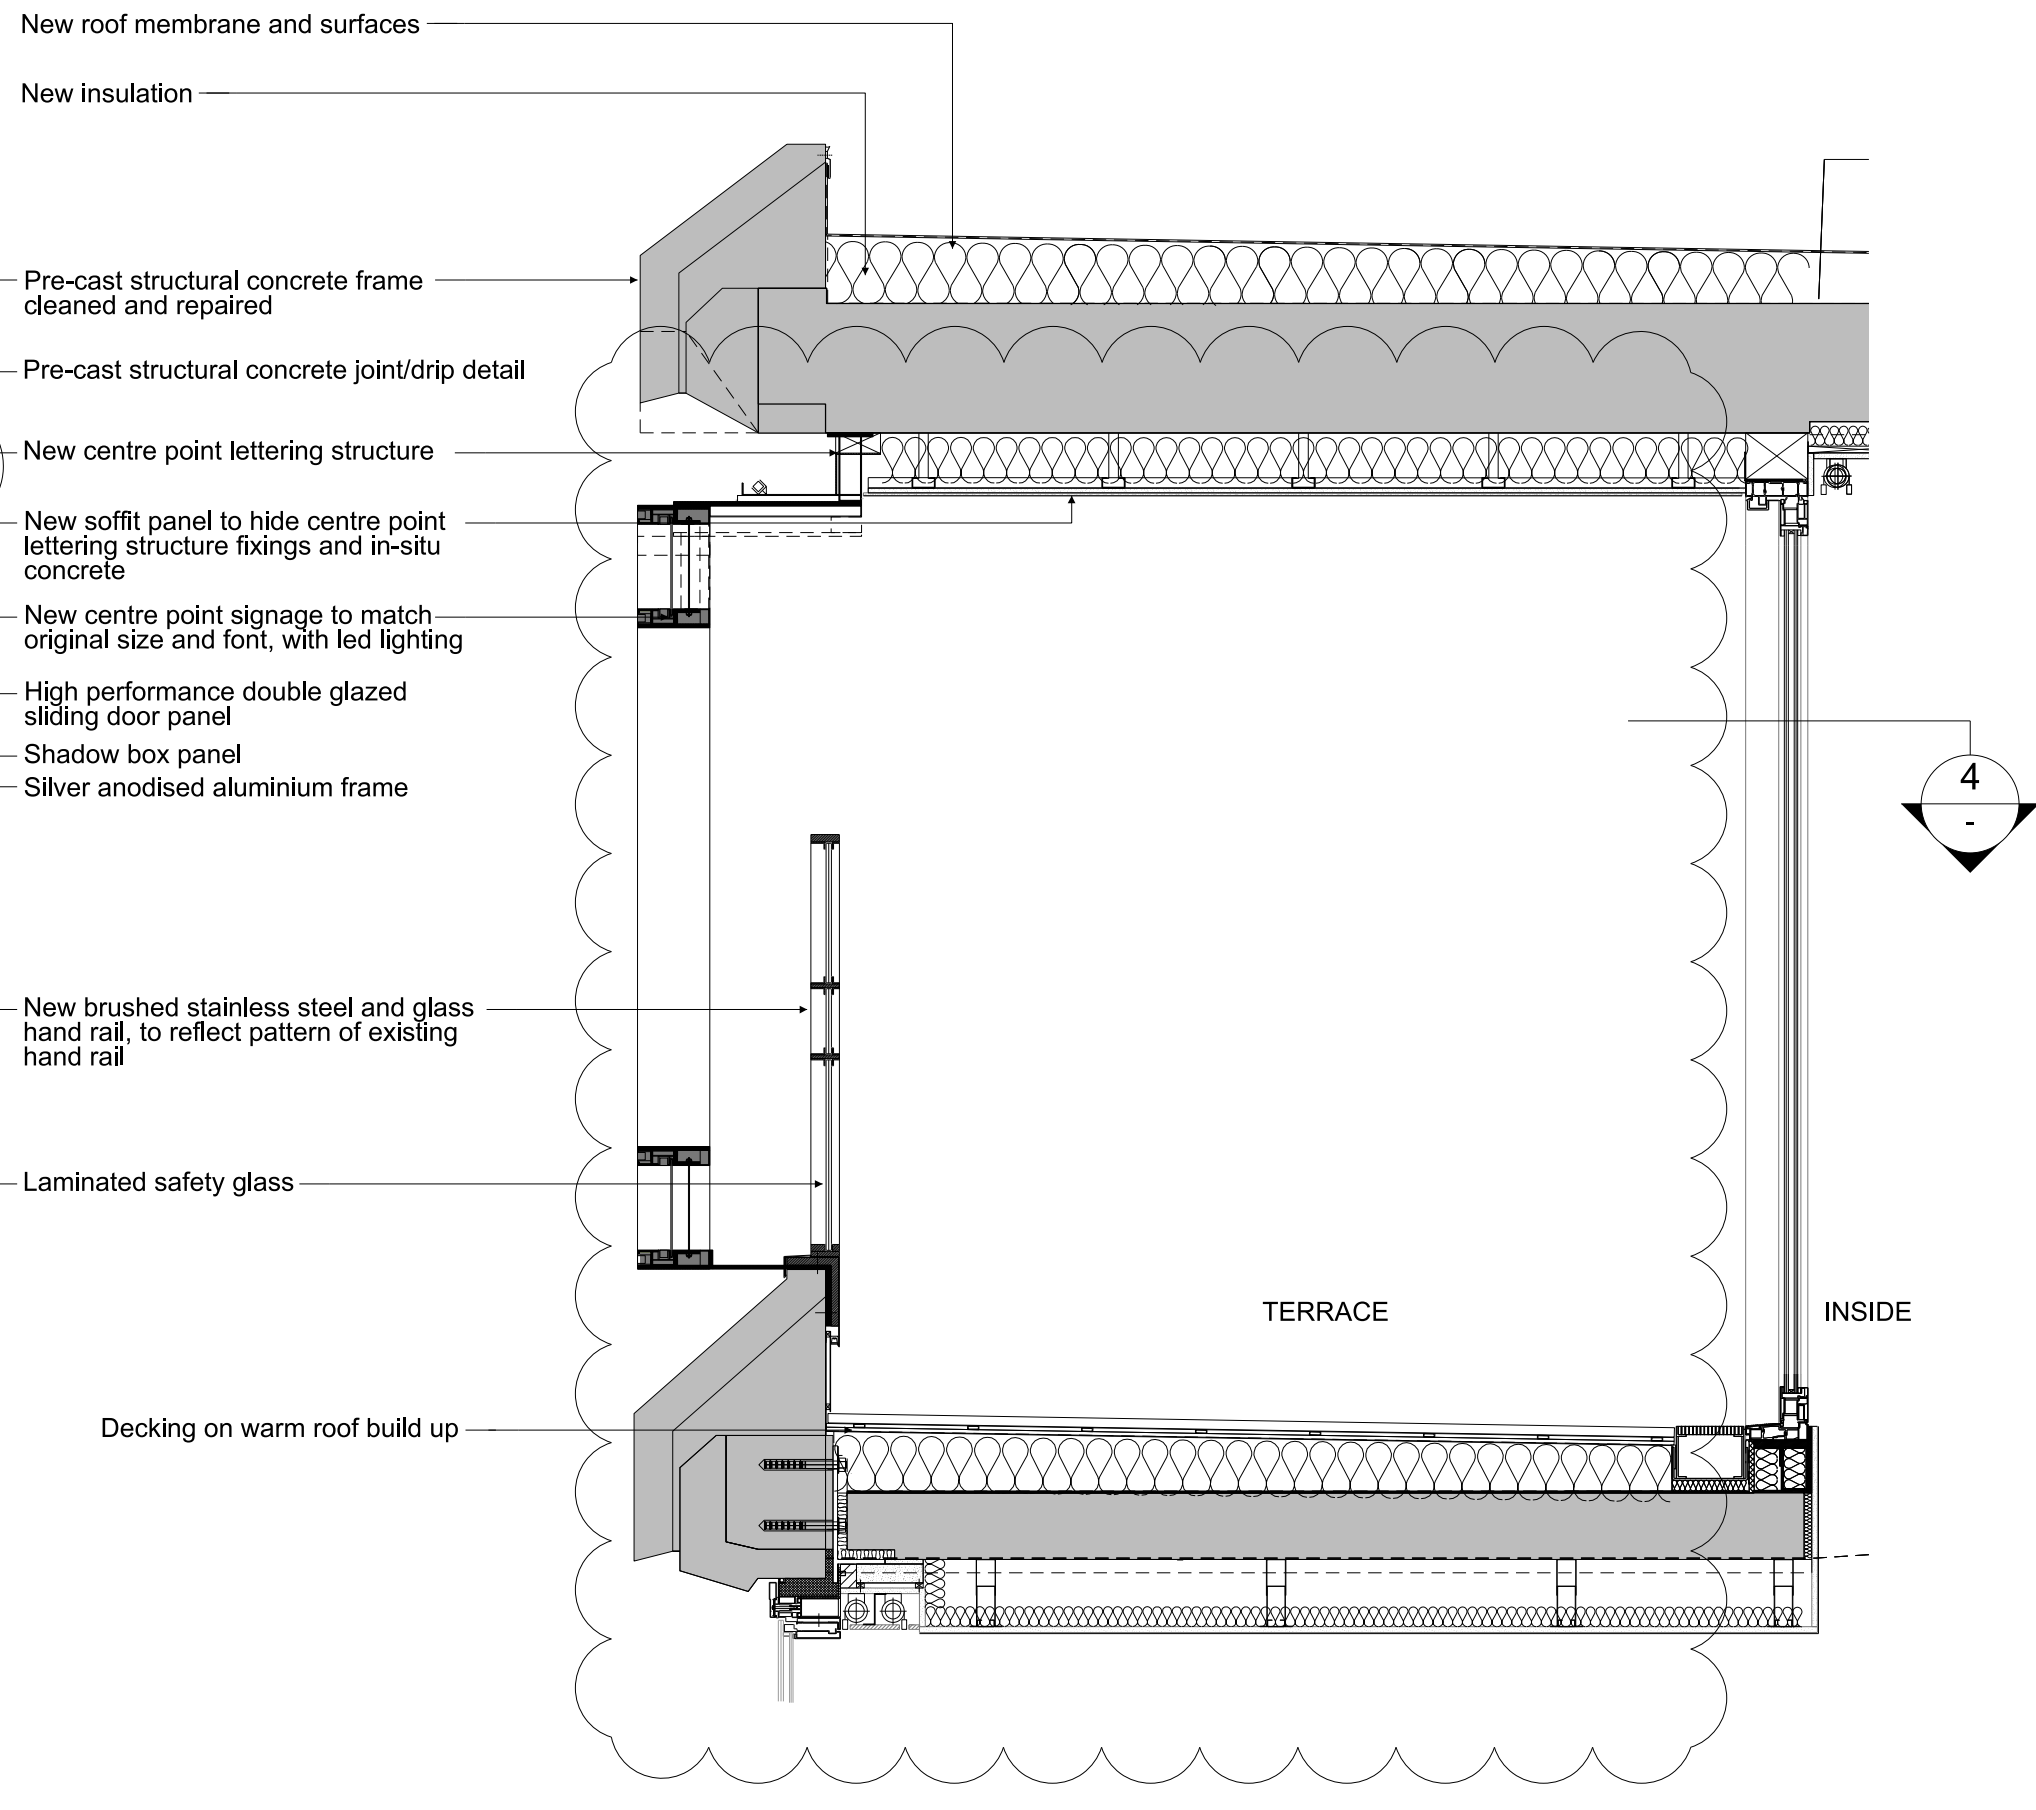 New roof membrane and surfaces
New insulation
Pre-cast structural concrete frame
cleaned and repaired
Pre-cast structural concrete joint/drip detail
New centre point lettering structure
New soffit panel to hide centre point
lettering structure fixings and in-situ
concrete
New centre point signage to match
original size and font, with led lighting
High performance double glazed
sliding door panel
Shadow box panel
4
-
Silver anodised aluminium frame
New brushed stainless steel and glass
hand rail, to reflect pattern of existing
hand rail
Laminated safety glass
TERRACE
INSIDE
Decking on warm roof build up